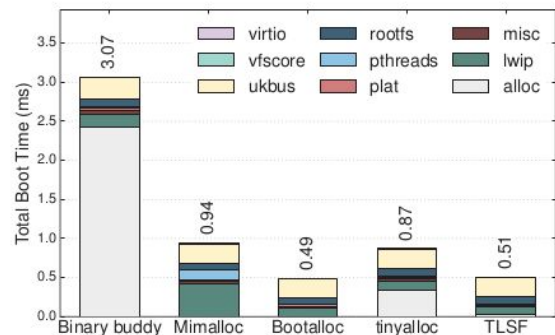 Total Boot Time (ms)
3.5
3.0
2.5
2.0
1.5
1.0
0.5
0.0
virtio
vfscore
ukbus
rootfs
pthreads
plat
misc
lwip
alloc
3.07
0.94
0.49
0.87
0.51
Binary buddy
Mimalloc
Bootalloc
tinyalloc
TLSF